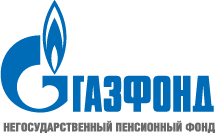 ГАЗФОНД
НЕГОСУДАРСТВЕННЫЙ ПЕНСИОННЫЙ ФОНД